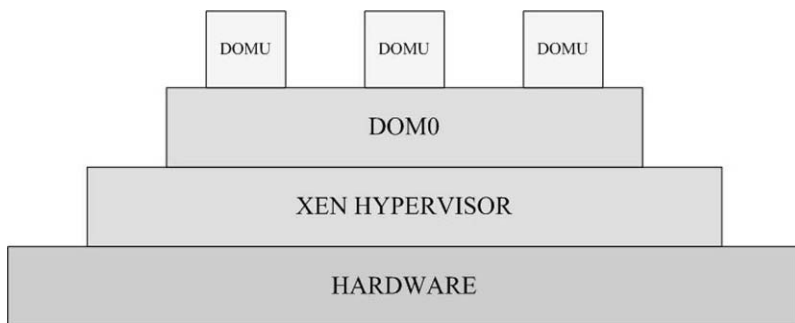 DOMU DOMU DOMU
DOM0
XEN HYPERVISOR
HARDWARE